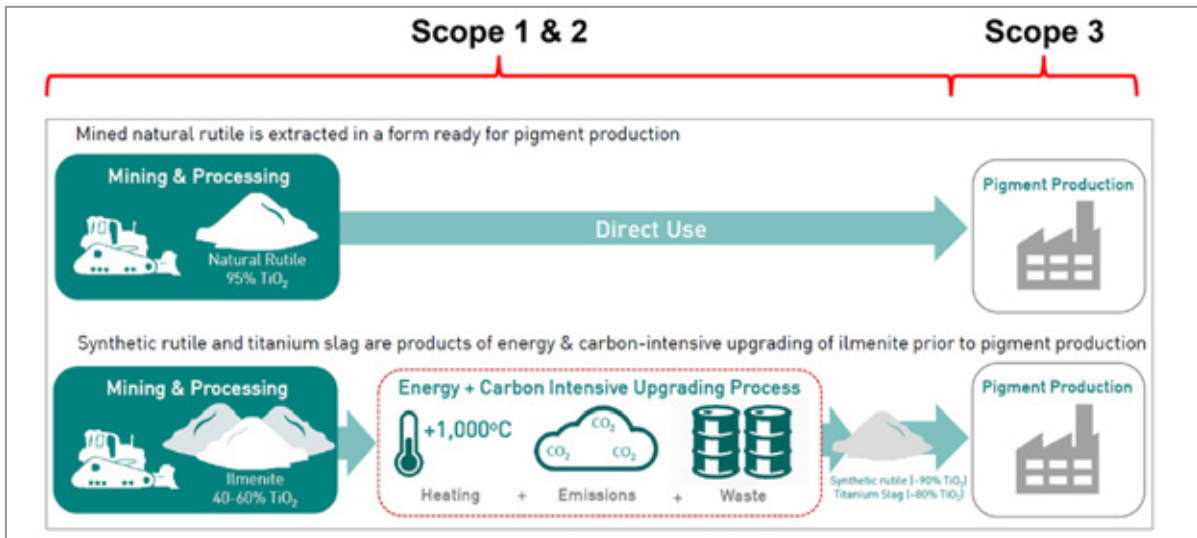 Scope 1 & 2
Scope 3
Mined natural rutile is extracted in a form ready for pigment production
Mining & Processing
Natural Rutile
95% TiO₂
Direct Use
Pigment Production
Synthetic rutile and titanium slag are products of energy & carbon-intensive upgrading of ilmenite prior to pigment production
Mining & Processing
Ilmenite
40-60% TiO₂
Energy + Carbon Intensive Upgrading Process
+1,000ºC
CO₂
CO₂ CO₂
Heating + Emissions + Waste
Synthetic rutile (~90% TiO₂)
Titanium Slag (~80% TiO₂)
Pigment Production